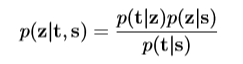 p(z|t, s) = p(t|z)p(z|s) / p(t|s)